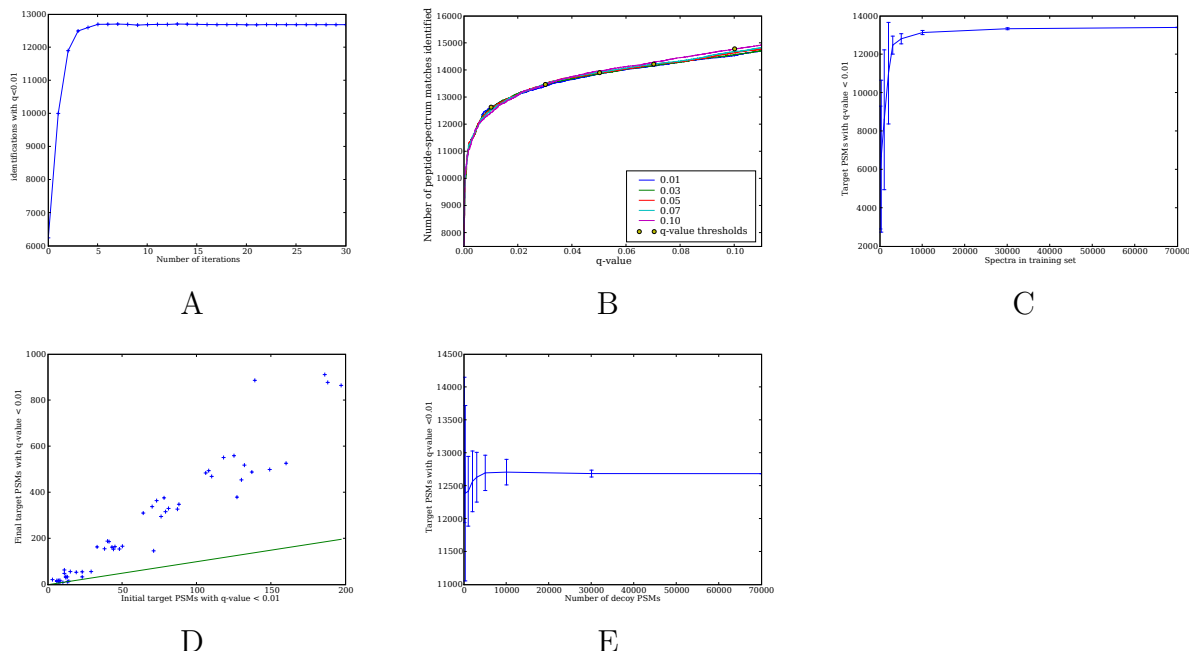 13000
12000
11000
10000
9000
8000
7000
6000
0 5 10 15 20 25 30
identifications with q<0.01
Number of iterations
A
16000
15000
14000
13000
12000
11000
10000
9000
8000
0.00 0.02 0.04 0.06 0.08 0.10
Number of peptide-spectrum matches identified
q-value
0.01
0.03
0.05
0.07
0.10
q-value thresholds
B
14000
12000
10000
8000
6000
4000
2000
0 10000 20000 30000 40000 50000 60000 70000
Target PSMs with q-value < 0.01
Spectra in training set
C
1000
800
600
400
200
0
0 50 100 150 200
Final target PSMs with q-value < 0.01
Initial target PSMs with q-value < 0.01
D
14500
14000
13500
13000
12500
12000
11500
11000
0 10000 20000 30000 40000 50000 60000 70000
Target PSMs with q-value <0.01
Number of decoy PSMs
E